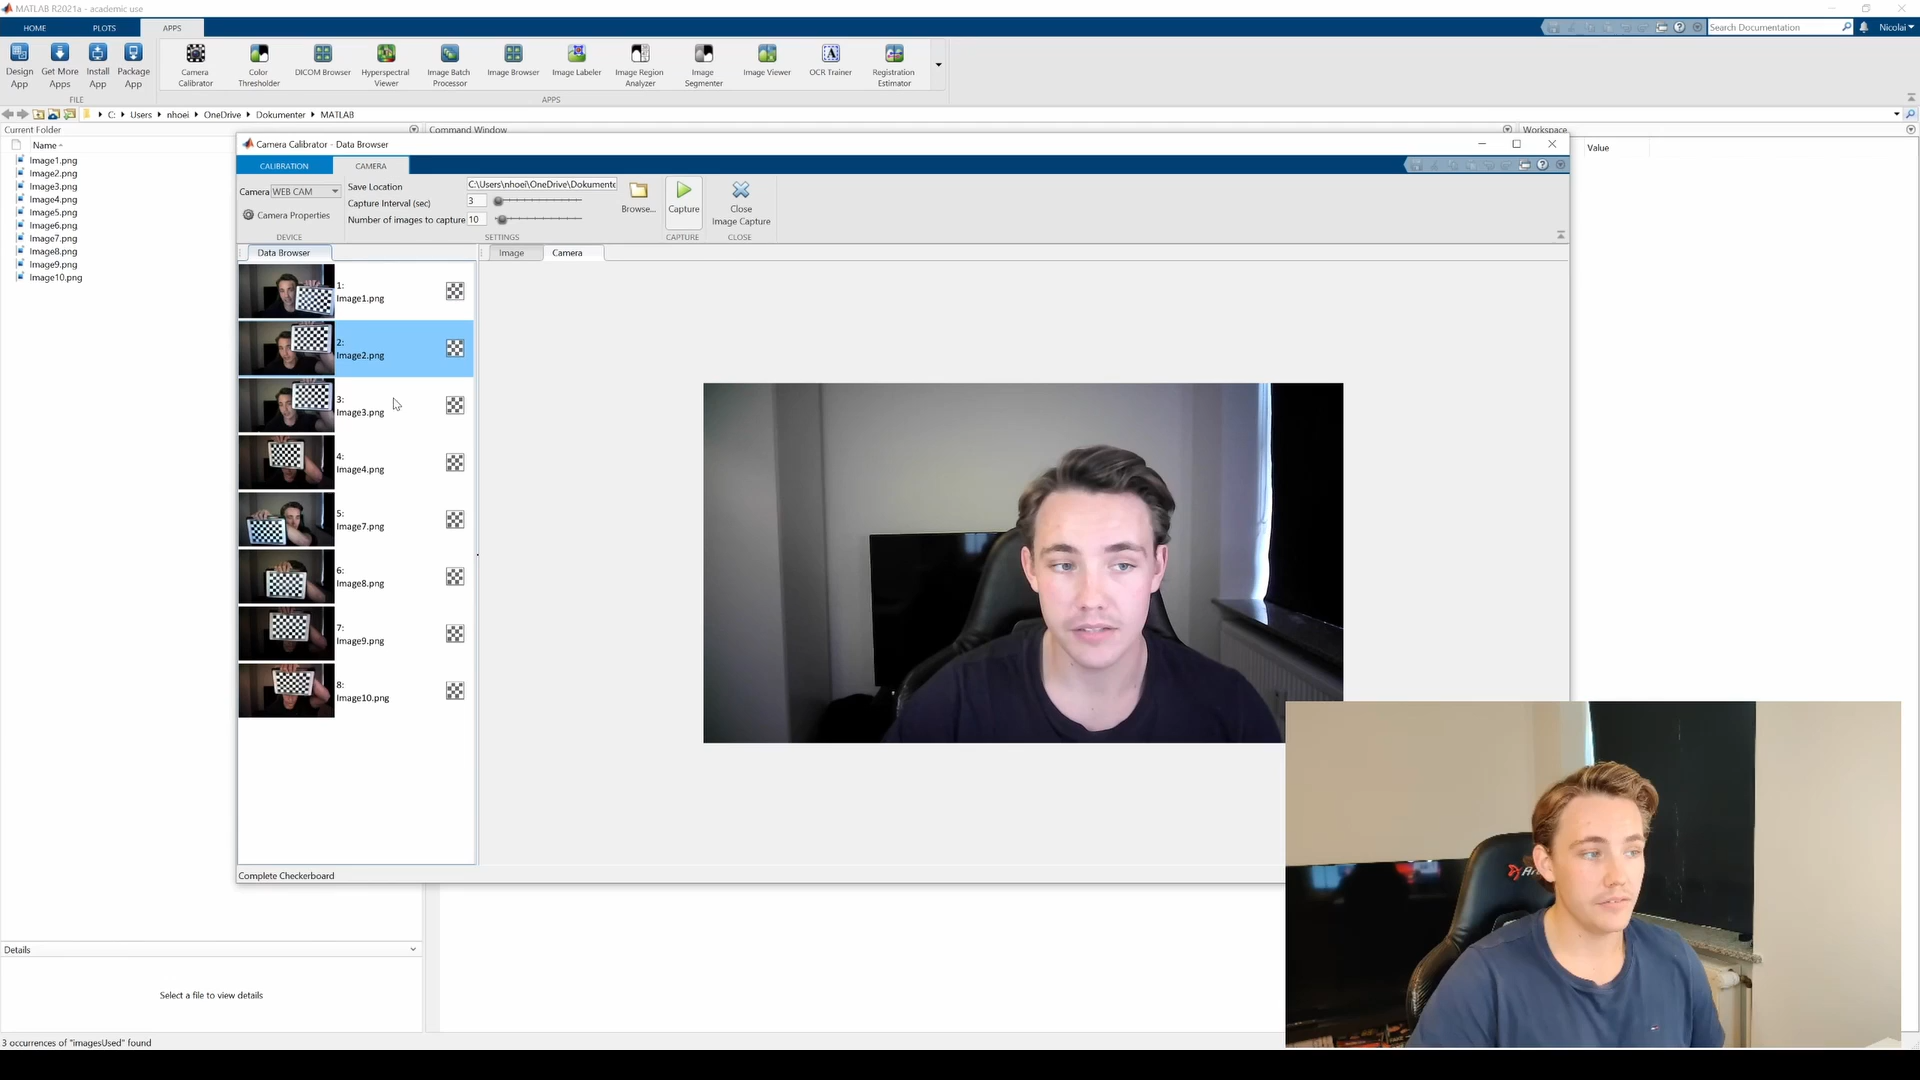 MATLAB R2021a - academic use
HOME
PLOTS
APPS
Search Documentation
Nicolai
Design App
Get More Apps
Install App
Package App
Camera Calibrator
Color Thresholder
DICOM Browser
Hyperspectral Viewer
Image Batch Processor
Image Browser
Image Labeler
Image Region Analyzer
Image Segmenter
Image Viewer
OCR Trainer
Registration Estimator
FILE
APPS
C: Users nhoei OneDrive Dokumenter MATLAB
Current Folder
Command Window
Workspace
Name
Value
Image1.png
Image2.png
Image3.png
Image4.png
Image5.png
Image6.png
Image7.png
Image8.png
Image9.png
Image10.png
Camera Calibrator - Data Browser
CALIBRATION
CAMERA
Camera WEB CAM
Camera Properties
DEVICE
Save Location
C:\Users\nhoei\OneDrive\Dokumente
Capture Interval (sec) 3
Number of images to capture 10
SETTINGS
Browse...
Capture
CAPTURE
Close Image Capture
CLOSE
Data Browser
Image
Camera
1:
Image1.png
2:
Image2.png
3:
Image3.png
4:
Image4.png
5:
Image7.png
6:
Image8.png
7:
Image9.png
8:
Image10.png
Complete Checkerboard
Details
Select a file to view details
3 occurrences of "imagesUsed" found